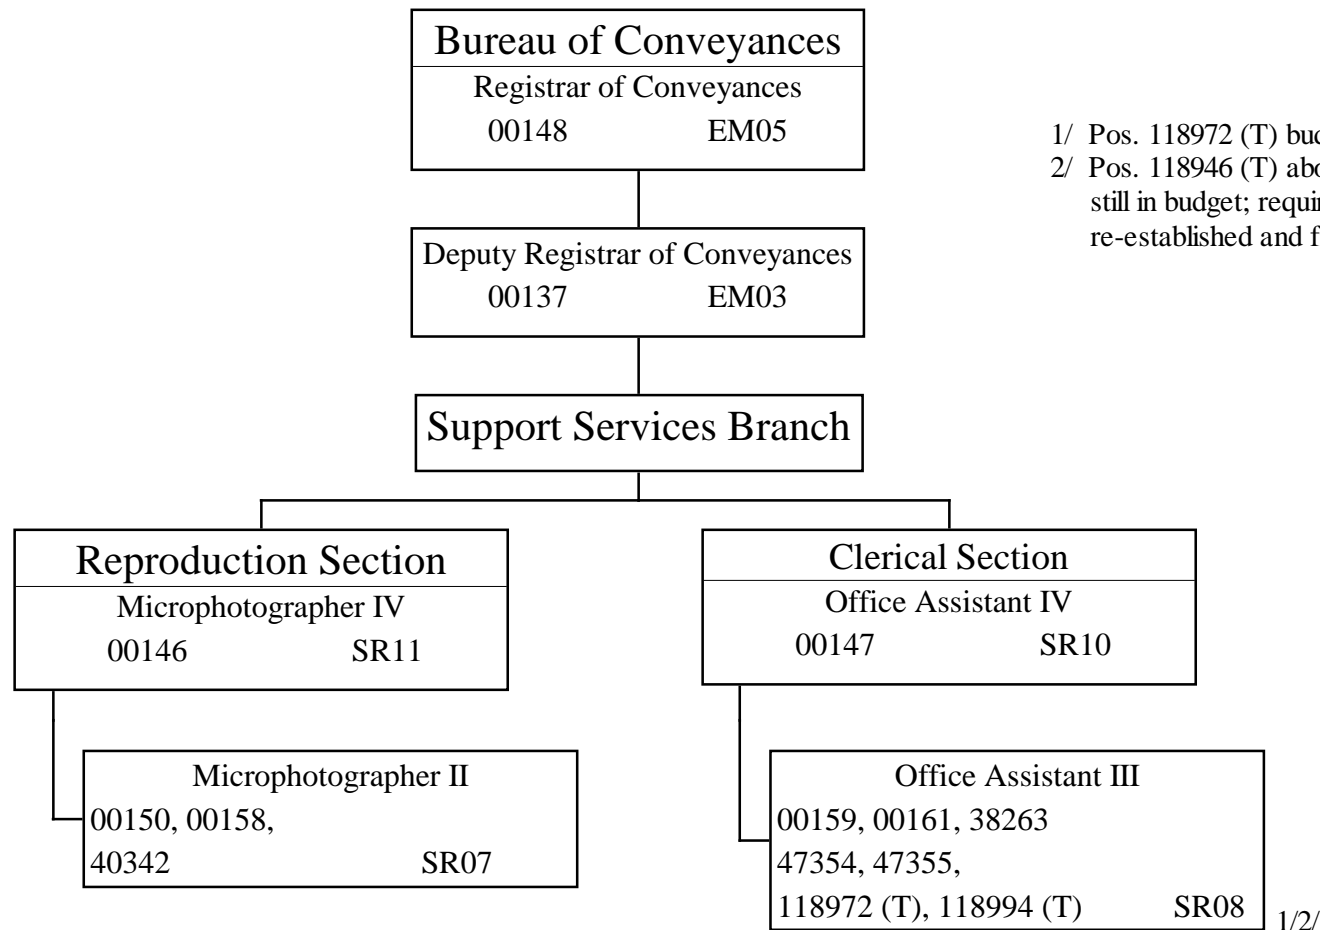 Bureau of Conveyances
Registrar of Conveyances
00148 EM05
1/ Pos. 118972 (T)
2/ Pos. 118946 (T)
still in budget;
re-established and
Deputy Registrar of Conveyances
00137 EM03
Support Services Branch
Reproduction Section
Microphotographer IV
00146 SR11
Clerical Section
Office Assistant IV
00147 SR10
Microphotographer II
00150, 00158,
40342 SR07
Office Assistant III
00159, 00161, 38263
47354, 47355,
118972 (T), 118994 (T) SR08 1/2/